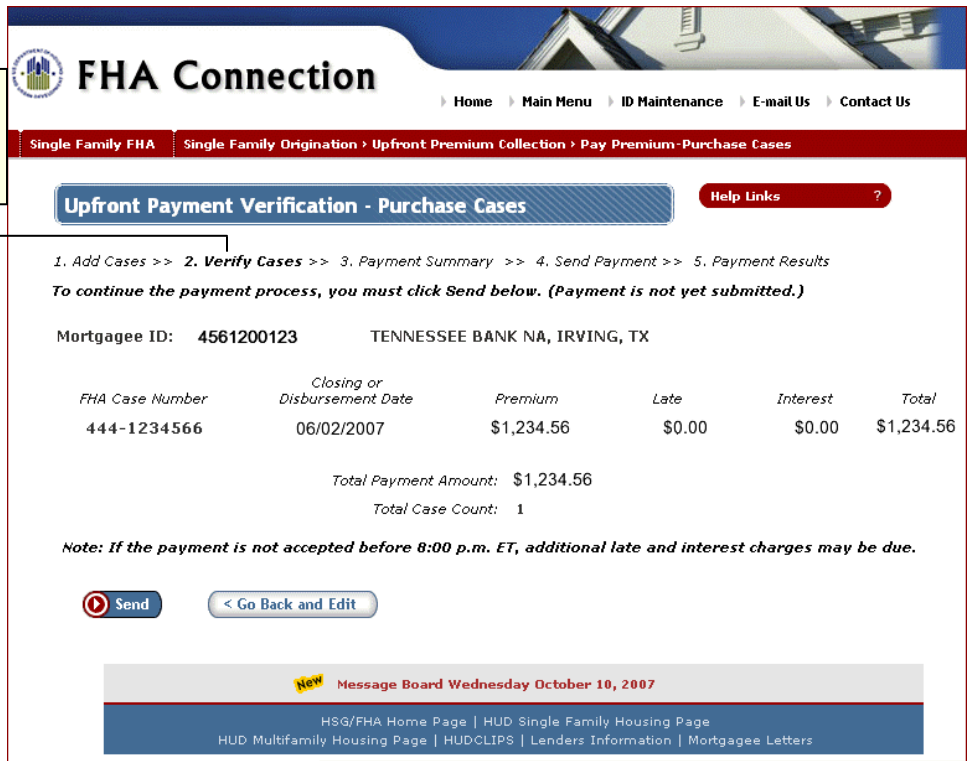 FHA Connection
Home Main Menu ID Maintenance E-mail Us Contact Us
Single Family FHA Single Family Origination > Upfront Premium Collection > Pay Premium-Purchase Cases
Upfront Payment Verification - Purchase Cases
Help Links ?
1. Add Cases >> 2. Verify Cases >> 3. Payment Summary >> 4. Send Payment >> 5. Payment Results
To continue the payment process, you must click Send below. (Payment is not yet submitted.)
Mortgagee ID: 4561200123 TENNESSEE BANK NA, IRVING, TX
Closing or
FHA Case Number Disbursement Date Premium Late Interest Total
444-1234566 06/02/2007 $1,234.56 $0.00 $0.00 $1,234.56
Total Payment Amount: $1,234.56
Total Case Count: 1
Note: If the payment is not accepted before 8:00 p.m. ET, additional late and interest charges may be due.
Send < Go Back and Edit
New Message Board Wednesday October 10, 2007
HSG/FHA Home Page | HUD Single Family Housing Page
HUD Multifamily Housing Page | HUDCLIPS | Lenders Information | Mortgagee Letters